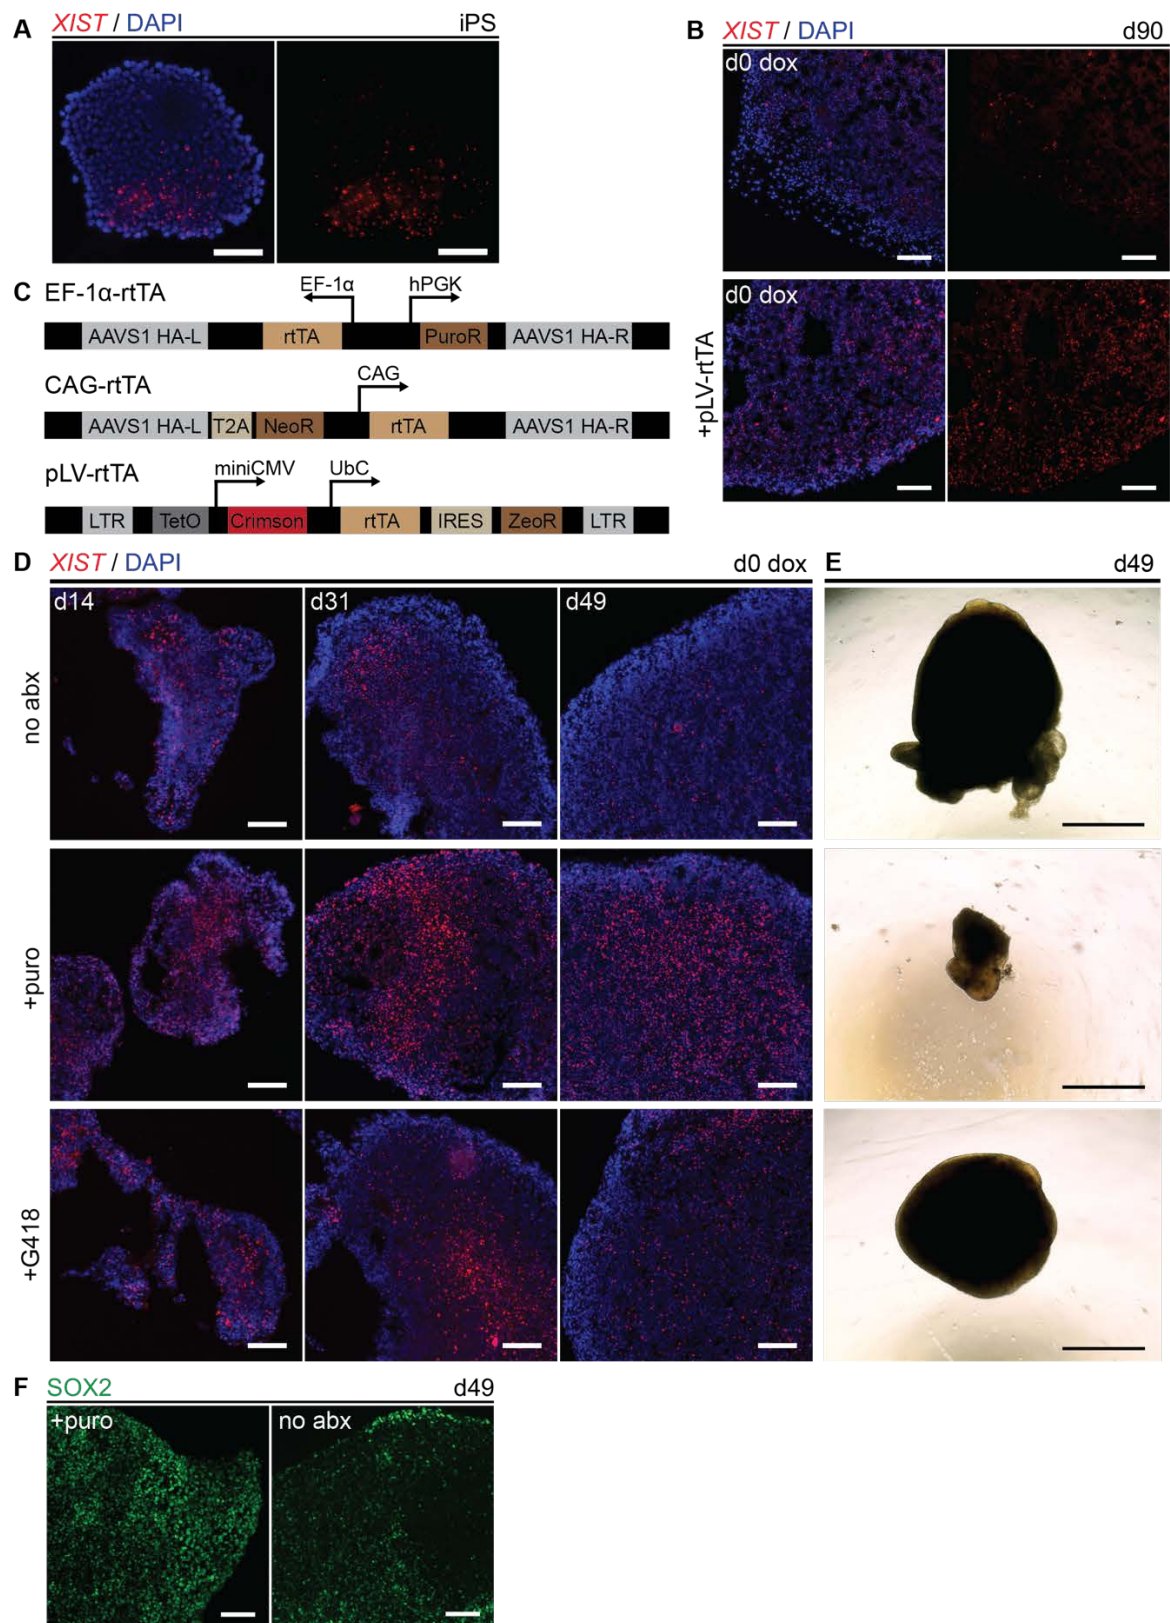 A XIST / DAPI iPS
B XIST / DAPI d90
d0 dox
d0 dox
+pLV-rtTA
C
EF-1α-rtTA
EF-1α hPGK
AAVS1 HA-L rtTA PuroR AAVS1 HA-R
CAG-rtTA
CAG
AAVS1 HA-L T2A NeoR rtTA AAVS1 HA-R
pLV-rtTA
miniCMV UbC
LTR TetO Crimson rtTA IRES ZeoR LTR
D XIST / DAPI d0 dox
d14 d31 d49
no abx
+puro
+G418
E d49
F SOX2 d49
+puro no abx